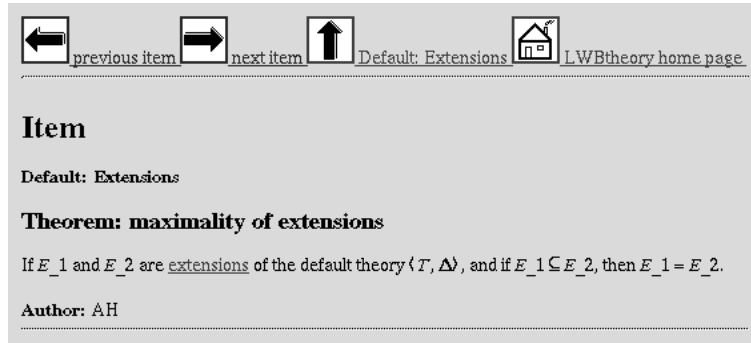 previous item next item Default: Extensions LWBtheory home page
Item
Default: Extensions
Theorem: maximality of extensions
If E_1 and E_2 are extensions of the default theory ⟨T, Δ⟩, and if E_1 ⊆ E_2, then E_1 = E_2.
Author: AH